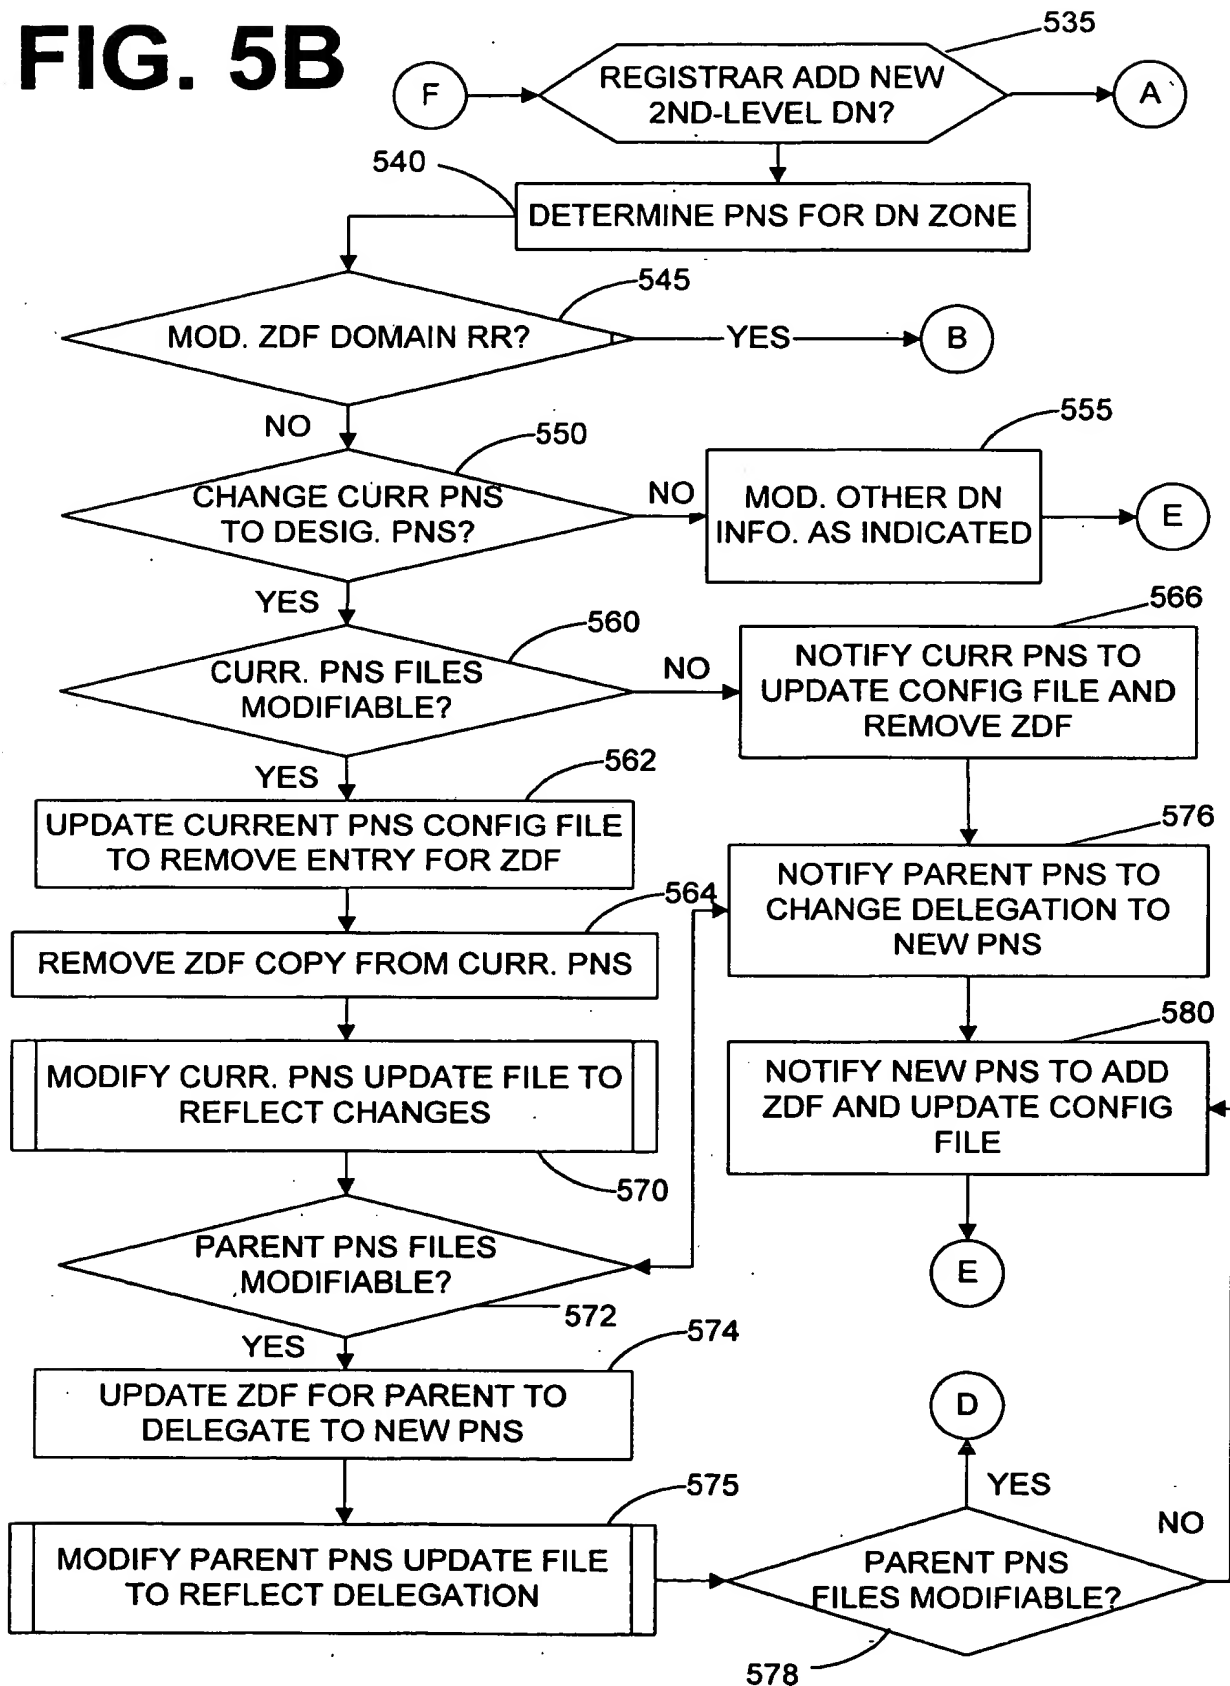 FIG. 5B
535
F
REGISTRAR ADD NEW
2ND-LEVEL DN?
A
540
DETERMINE PNS FOR DN ZONE
545
MOD. ZDF DOMAIN RR?
YES
B
NO
550
555
CHANGE CURR PNS
TO DESIG. PNS?
NO
MOD. OTHER DN
INFO. AS INDICATED
E
YES
560
566
CURR. PNS FILES
MODIFIABLE?
NO
NOTIFY CURR PNS TO
UPDATE CONFIG FILE AND
REMOVE ZDF
YES
562
UPDATE CURRENT PNS CONFIG FILE
TO REMOVE ENTRY FOR ZDF
576
564
NOTIFY PARENT PNS TO
CHANGE DELEGATION TO
NEW PNS
REMOVE ZDF COPY FROM CURR. PNS
580
MODIFY CURR. PNS UPDATE FILE TO
REFLECT CHANGES
NOTIFY NEW PNS TO ADD
ZDF AND UPDATE CONFIG
FILE
570
PARENT PNS FILES
MODIFIABLE?
E
572
YES
574
UPDATE ZDF FOR PARENT TO
DELEGATE TO NEW PNS
D
575
YES
NO
MODIFY PARENT PNS UPDATE FILE
TO REFLECT DELEGATION
PARENT PNS
FILES MODIFIABLE?
578